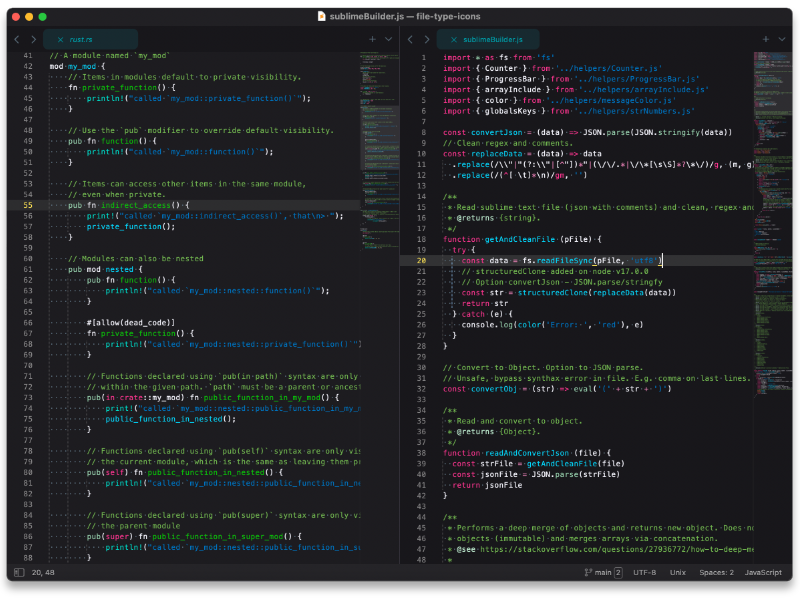 sublimeBuilder.js — file-type-icons
rust.rs
41 // A module named `my_mod`
42 mod my_mod {
43 // Items in modules default to private visibility.
44 fn private_function() {
45 println!("called `my_mod::private_function()`");
46 }
47
48 // Use the `pub` modifier to override default visibility.
49 pub fn function() {
50 println!("called `my_mod::function()`");
51 }
52
53 // Items can access other items in the same module,
54 // even when private.
55 pub fn indirect_access() {
56 print!("called `my_mod::indirect_access()`, that\n> ");
57 private_function();
58 }
59
60 // Modules can also be nested
61 pub mod nested {
62 pub fn function() {
63 println!("called `my_mod::nested::function()`");
64 }
65
66 #[allow(dead_code)]
67 fn private_function() {
68 println!("called `my_mod::nested::private_function()`"
69 }
70
71 // Functions declared using `pub(in path)` syntax are only
72 // within the given path. `path` must be a parent or ances
73 pub(in crate::my_mod) fn public_function_in_my_mod() {
74 print!("called `my_mod::nested::public_function_in_my_m
75 public_function_in_nested();
76 }
77
78 // Functions declared using `pub(self)` syntax are only vi
79 // the current module, which is the same as leaving them p
80 pub(self) fn public_function_in_nested() {
81 println!("called `my_mod::nested::public_function_in_ne
82 }
83
84 // Functions declared using `pub(super)` syntax are only vi
85 // the parent module
86 pub(super) fn public_function_in_super_mod() {
87 println!("called `my_mod::nested::public_function_in_su
88 }
sublimeBuilder.js
1 import * as fs from 'fs'
2 import { Counter } from '../helpers/Counter.js'
3 import { ProgressBar } from '../helpers/ProgressBar.js'
4 import { arrayInclude } from '../helpers/arrayInclude.js'
5 import { color } from '../helpers/messageColor.js'
6 import { globalsKeys } from '../helpers/strNumbers.js'
7
8 const convertJson = (data) => JSON.parse(JSON.stringify(data))
9 // Clean regex and comments.
10 const replaceData = (data) => data
11 .replace(/\\"|"(?:\\"|[^"])*"|(\/\/.*|\/\*[\s\S]*?\*\/)/g, (m, g)
12 .replace(/(^[ \t]*\n)/gm, '')
13
14 /**
15 * Read sublime text file (json with comments) and clean, regex and
16 * @returns {string}.
17 */
18 function getAndCleanFile (pFile) {
19 try {
20 const data = fs.readFileSync(pFile, 'utf8')
21 // structuredClone added on node v17.0.0
22 // Option convertJson - JSON.parse/stringfy
23 const str = structuredClone(replaceData(data))
24 return str
25 } catch (e) {
26 console.log(color('Error: ', 'red'), e)
27 }
28 }
29
30 // Convert to Object. Option to JSON parse.
31 // Unsafe, bypass synthax error in file. E.g. comma on last lines.
32 const convertObj = (str) => eval('(' + str + ')')
33
34 /**
35 * Read and convert to object.
36 * @returns {Object}.
37 */
38 function readAndConvertJson (file) {
39 const strFile = getAndCleanFile(file)
40 const jsonFile = JSON.parse(strFile)
41 return jsonFile
42 }
43
44 /**
45 * Performs a deep merge of objects and returns new object. Does no
46 * objects (immutable) and merges arrays via concatenation.
47 * @see https://stackoverflow.com/questions/27936772/how-to-deep-m
48 *
20, 48
main 2 UTF-8 Unix Spaces: 2 JavaScript